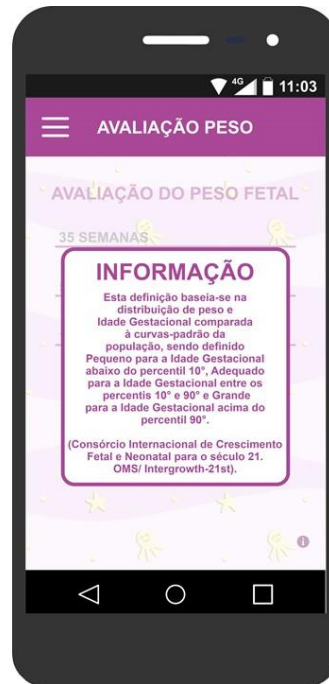 4G 11:03
AVALIAÇÃO PESO
AVALIAÇÃO DO PESO FETAL
35 SEMANAS
INFORMAÇÃO
Esta definição baseia-se na
distribuição de peso e
Idade Gestacional comparada
à curvas-padrão da
população, sendo definido
Pequeno para a Idade Gestacional
abaixo do percentil 10°, Adequado
para a Idade Gestacional entre os
percentis 10° e 90° e Grande
para a Idade Gestacional acima do
percentil 90°.
(Consórcio Internacional de Crescimento
Fetal e Neonatal para o século 21.
OMS/ Intergrowth-21st).
i